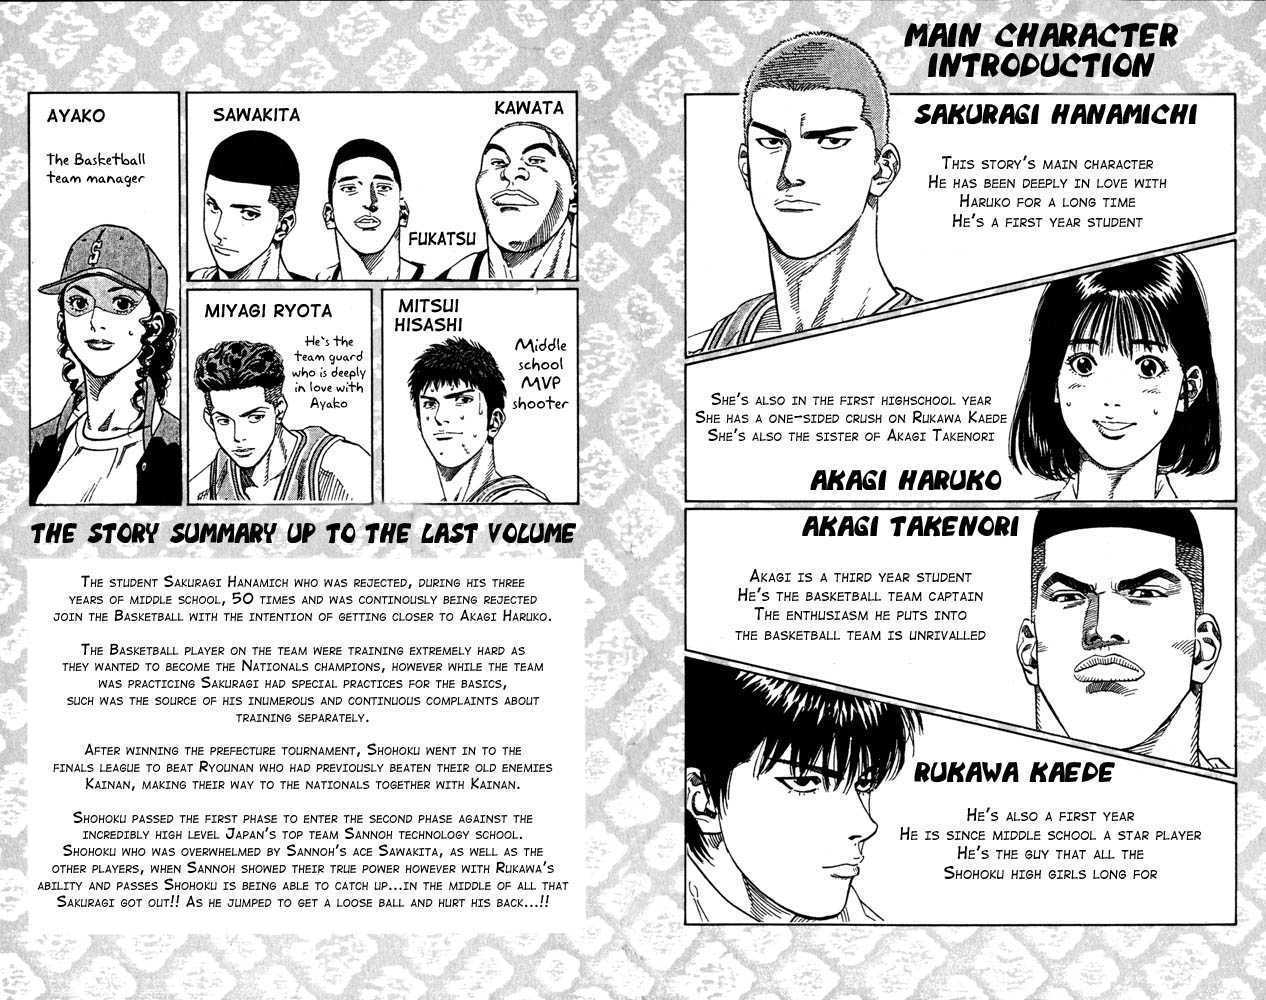 MAIN CHARACTER
INTRODUCTION
SAKURAGI HANAMICHI
THIS STORY'S MAIN CHARACTER
HE HAS BEEN DEEPLY IN LOVE WITH
HARUKO FOR A LONG TIME
HE'S A FIRST YEAR STUDENT
SHE'S ALSO IN THE FIRST HIGHSCHOOL YEAR
SHE HAS A ONE-SIDED CRUSH ON RUKAWA KAEDE
SHE'S ALSO THE SISTER OF AKAGI TAKENORI
AKAGI HARUKO
AKAGI TAKENORI
AKAGI IS A THIRD YEAR STUDENT
HE'S THE BASKETBALL TEAM CAPTAIN
THE ENTHUSIASM HE PUTS INTO
THE BASKETBALL TEAM IS UNRIVALLED
RUKAWA KAEDE
HE'S ALSO A FIRST YEAR
HE IS SINCE MIDDLE SCHOOL A STAR PLAYER
HE'S THE GUY THAT ALL THE
SHOHOKU HIGH GIRLS LONG FOR
AYAKO
the Basketball
team manager
S
SAWAKITA
FUKATSU
KAWATA
MIYAGI RYOTA
He's the
team guard
who is deeply
in love with
Ayako
MITSUI
HISASHI
Middle
school
MVP
shooter
THE STORY SUMMARY UP TO THE LAST VOLUME
THE STUDENT SAKURAGI HANAMICH WHO WAS REJECTED, DURING HIS THREE
YEARS OF MIDDLE SCHOOL, 50 TIMES AND WAS CONTINOUSLY BEING REJECTED
JOIN THE BASKETBALL WITH THE INTENTION OF GETTING CLOSER TO AKAGI HARUKO.
THE BASKETBALL PLAYER ON THE TEAM WERE TRAINING EXTREMELY HARD AS
THEY WANTED TO BECOME THE NATIONALS CHAMPIONS, HOWEVER WHILE THE TEAM
WAS PRACTICING SAKURAGI HAD SPECIAL PRACTICES FOR THE BASICS,
SUCH WAS THE SOURCE OF HIS INUMEROUS AND CONTINUOUS COMPLAINTS ABOUT
TRAINING SEPARATELY.
AFTER WINNING THE PREFECTURE TOURNAMENT, SHOHOKU WENT IN TO THE
FINALS LEAGUE TO BEAT RYOUNAN WHO HAD PREVIOUSLY BEATEN THEIR OLD ENEMIES
KAINAN, MAKING THEIR WAY TO THE NATIONALS TOGETHER WITH KAINAN.
SHOHOKU PASSED THE FIRST PHASE TO ENTER THE SECOND PHASE AGAINST THE
INCREDIBLY HIGH LEVEL JAPAN'S TOP TEAM SANNOH TECHNOLOGY SCHOOL.
SHOHOKU WHO WAS OVERWHELMED BY SANNOH'S ACE SAWAKITA, AS WELL AS THE
OTHER PLAYERS, WHEN SANNOH SHOWED THEIR TRUE POWER HOWEVER WITH RUKAWA'S
ABILITY AND PASSES SHOHOKU IS BEING ABLE TO CATCH UP...IN THE MIDDLE OF ALL THAT
SAKURAGI GOT OUT!! AS HE JUMPED TO GET A LOOSE BALL AND HURT HIS BACK...!!